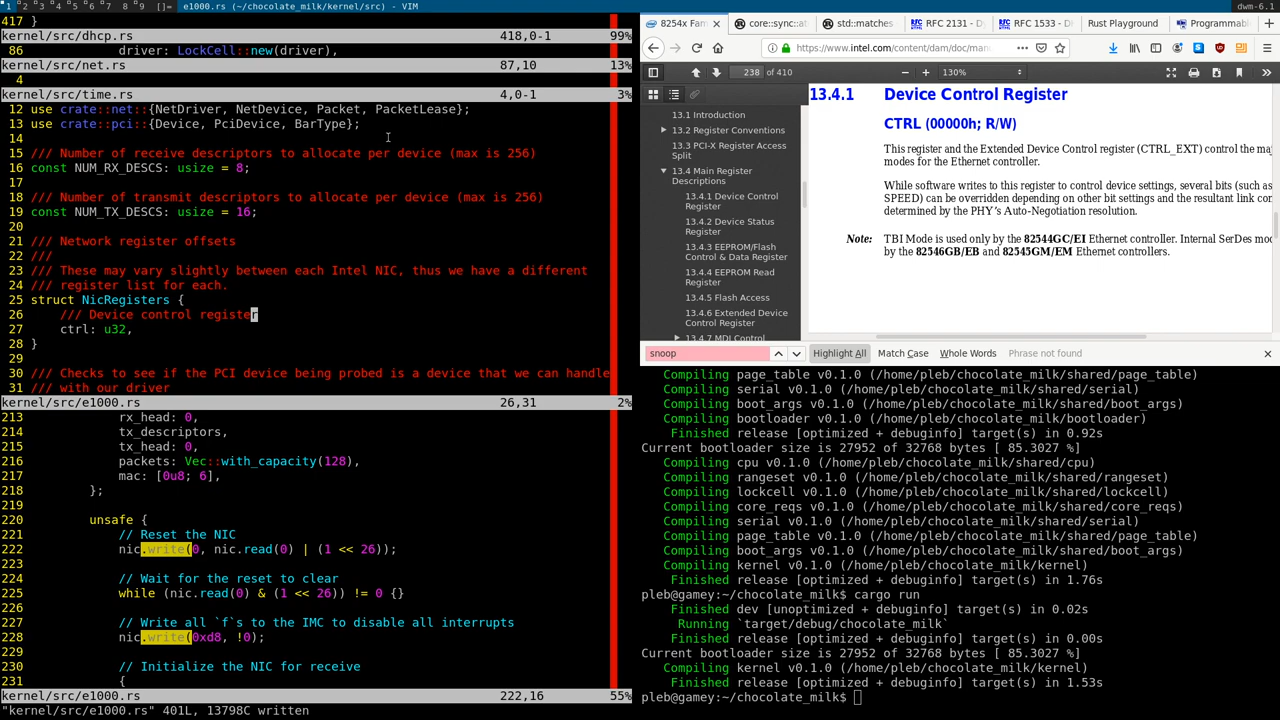 1 2 3 4 5 6 7 8 9 []= e1000.rs (~/chocolate_milk/kernel/src) - VIM
dwm-6.1
417 }
kernel/src/dhcp.rs 418,0-1 99%
86 driver: LockCell::new(driver),
kernel/src/net.rs 87,10 13%
4
kernel/src/time.rs 4,0-1 3%
12 use crate::net::{NetDriver, NetDevice, Packet, PacketLease};
13 use crate::pci::{Device, PciDevice, BarType};
14
15 /// Number of receive descriptors to allocate per device (max is 256)
16 const NUM_RX_DESCS: usize = 8;
17
18 /// Number of transmit descriptors to allocate per device (max is 256)
19 const NUM_TX_DESCS: usize = 16;
20
21 /// Network register offsets
22 ///
23 /// These may vary slightly between each Intel NIC, thus we have a different
24 /// register list for each.
25 struct NicRegisters {
26 /// Device control register
27 ctrl: u32,
28 }
29
30 /// Checks to see if the PCI device being probed is a device that we can handle
31 /// with our driver
kernel/src/e1000.rs 26,31 2%
213 rx_head: 0,
214 tx_descriptors,
215 tx_head: 0,
216 packets: Vec::with_capacity(128),
217 mac: [0u8; 6],
218 };
219
220 unsafe {
221 // Reset the NIC
222 nic.write(0, nic.read(0) | (1 << 26));
223
224 // Wait for the reset to clear
225 while (nic.read(0) & (1 << 26)) != 0 {}
226
227 // Write all `f`s to the IMC to disable all interrupts
228 nic.write(0xd8, !0);
229
230 // Initialize the NIC for receive
231 {
kernel/src/e1000.rs 222,16 55%
"kernel/src/e1000.rs" 401L, 13798C written
8254x Fam
core::sync::at
std::matches
RFC 2131 - Dy
RFC 1533 - Dy
Rust Playground
Programmabl
https://www.intel.com/content/dam/doc/man
238 of 410
130%
13.1 Introduction
13.2 Register Conventions
13.3 PCI-X Register Access
Split
13.4 Main Register
Descriptions
13.4.1 Device Control
Register
13.4.2 Device Status
Register
13.4.3 EEPROM/Flash
Control & Data Register
13.4.4 EEPROM Read
Register
13.4.5 Flash Access
13.4.6 Extended Device
Control Register
13.4.7 MDI Control
13.4.1 Device Control Register
CTRL (00000h; R/W)
This register and the Extended Device Control register (CTRL_EXT) control the maj
modes for the Ethernet controller.
While software writes to this register to control device settings, several bits (such as
SPEED) can be overridden depending on other bit settings and the resultant link con
determined by the PHY's Auto-Negotiation resolution.
Note: TBI Mode is used only by the 82544GC/EI Ethernet controller. Internal SerDes mod
by the 82546GB/EB and 82545GM/EM Ethernet controllers.
snoop
Highlight All
Match Case
Whole Words
Phrase not found
Compiling page_table v0.1.0 (/home/pleb/chocolate_milk/shared/page_table)
Compiling serial v0.1.0 (/home/pleb/chocolate_milk/shared/serial)
Compiling boot_args v0.1.0 (/home/pleb/chocolate_milk/shared/boot_args)
Compiling bootloader v0.1.0 (/home/pleb/chocolate_milk/bootloader)
Finished release [optimized + debuginfo] target(s) in 0.92s
Current bootloader size is 27952 of 32768 bytes [ 85.3027 %]
Compiling cpu v0.1.0 (/home/pleb/chocolate_milk/shared/cpu)
Compiling rangeset v0.1.0 (/home/pleb/chocolate_milk/shared/rangeset)
Compiling lockcell v0.1.0 (/home/pleb/chocolate_milk/shared/lockcell)
Compiling core_reqs v0.1.0 (/home/pleb/chocolate_milk/shared/core_reqs)
Compiling serial v0.1.0 (/home/pleb/chocolate_milk/shared/serial)
Compiling page_table v0.1.0 (/home/pleb/chocolate_milk/shared/page_table)
Compiling boot_args v0.1.0 (/home/pleb/chocolate_milk/shared/boot_args)
Compiling kernel v0.1.0 (/home/pleb/chocolate_milk/kernel)
Finished release [optimized + debuginfo] target(s) in 1.76s
pleb@gamey:~/chocolate_milk$ cargo run
Finished dev [unoptimized + debuginfo] target(s) in 0.02s
Running `target/debug/chocolate_milk`
Finished release [optimized + debuginfo] target(s) in 0.00s
Current bootloader size is 27952 of 32768 bytes [ 85.3027 %]
Compiling kernel v0.1.0 (/home/pleb/chocolate_milk/kernel)
Finished release [optimized + debuginfo] target(s) in 1.53s
pleb@gamey:~/chocolate_milk$